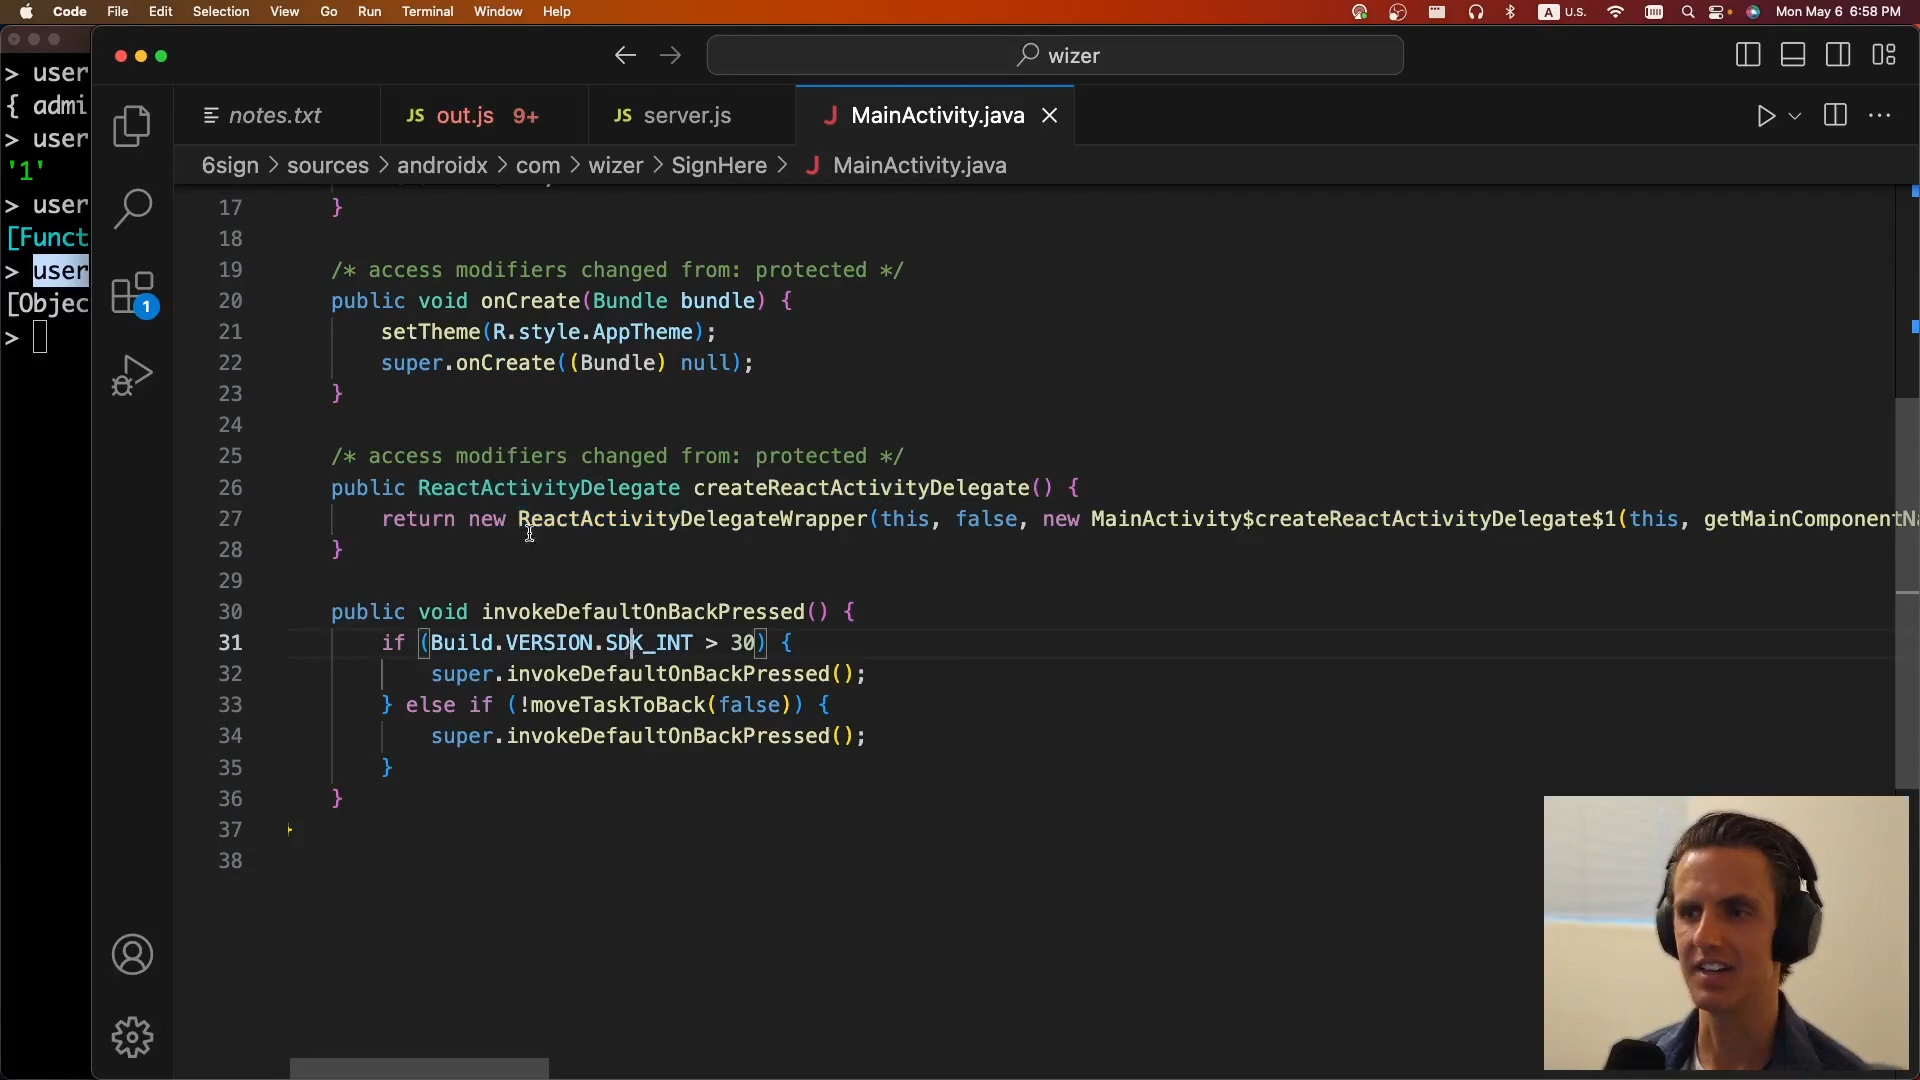 Code File Edit Selection View Go Run Terminal Window Help
A U.S. Mon May 6 6:58 PM
wizer
> user
{ admi
> user
'1'
> user
[Funct
> user
[Objec
>
1
notes.txt
JS out.js 9+
JS server.js
J MainActivity.java
6sign > sources > androidx > com > wizer > SignHere > J MainActivity.java
17 }
18
19 /* access modifiers changed from: protected */
20 public void onCreate(Bundle bundle) {
21 setTheme(R.style.AppTheme);
22 super.onCreate((Bundle) null);
23 }
24
25 /* access modifiers changed from: protected */
26 public ReactActivityDelegate createReactActivityDelegate() {
27 return new ReactActivityDelegateWrapper(this, false, new MainActivity$createReactActivityDelegate$1(this, getMainComponentN
28 }
29
30 public void invokeDefaultOnBackPressed() {
31 if (Build.VERSION.SDK_INT > 30) {
32 super.invokeDefaultOnBackPressed();
33 } else if (!moveTaskToBack(false)) {
34 super.invokeDefaultOnBackPressed();
35 }
36 }
37
38